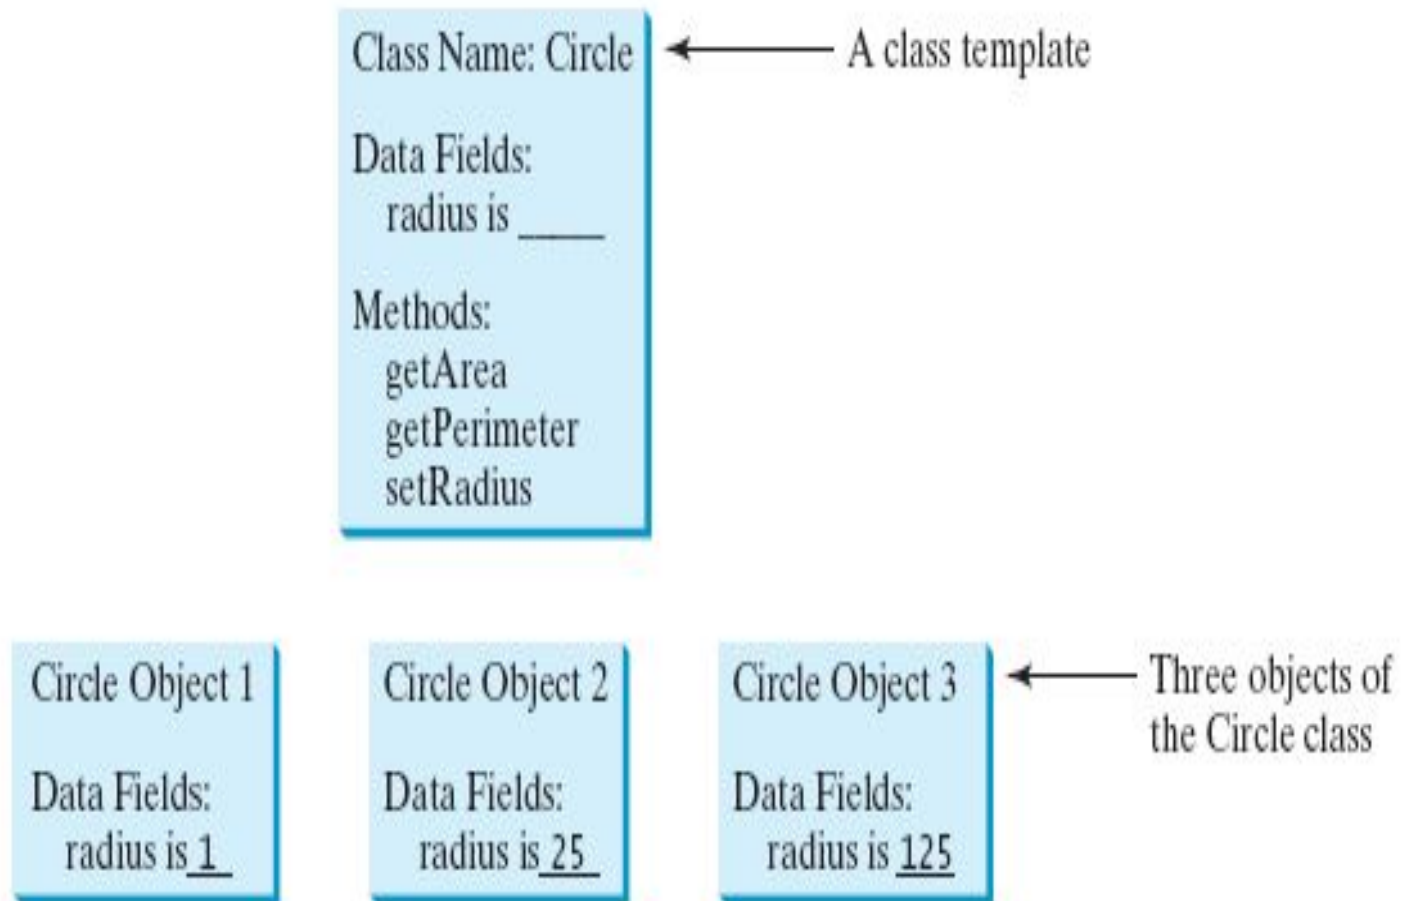 Class Name: Circle
A class template
Data Fields:
radius is _____
Methods:
getArea
getPerimeter
setRadius
Circle Object 1
Data Fields:
radius is 1
Circle Object 2
Data Fields:
radius is 25
Circle Object 3
Data Fields:
radius is 125
Three objects of
the Circle class